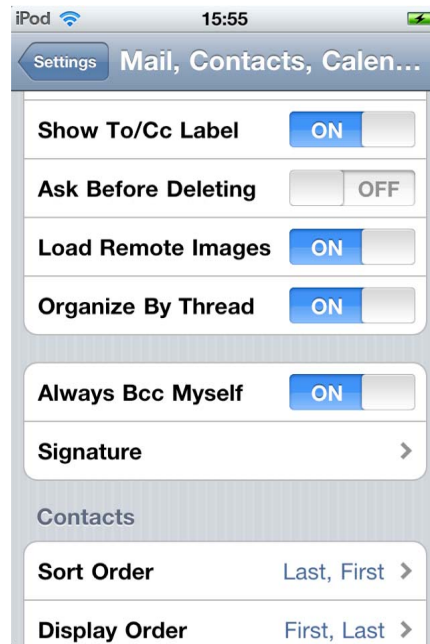 iPod 15:55
Settings Mail, Contacts, Calen...
Show To/Cc Label ON
Ask Before Deleting OFF
Load Remote Images ON
Organize By Thread ON
Always Bcc Myself ON
Signature
Contacts
Sort Order Last, First
Display Order First, Last